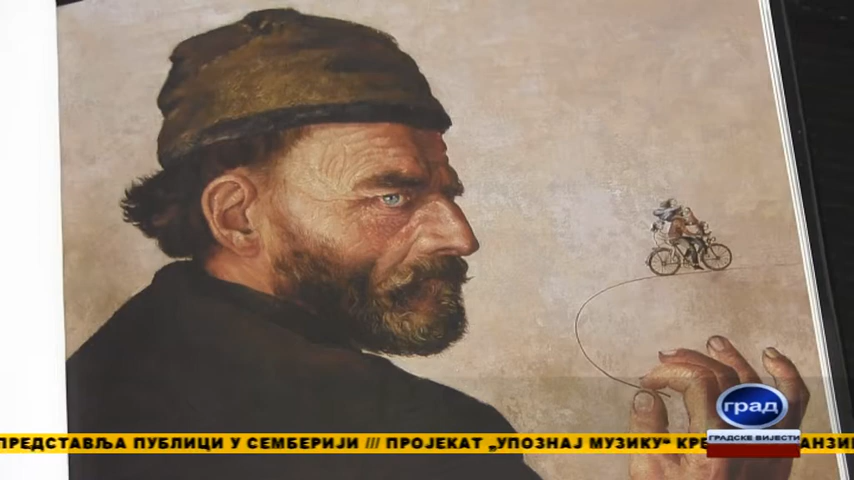 град
ГРАДСКЕ ВИЈЕСТИ
ПРЕДСТАВЉА ПУБЛИЦИ У СЕМБЕРИЈИ /// ПРОЈЕКАТ „УПОЗНАЈ МУЗИКУ“